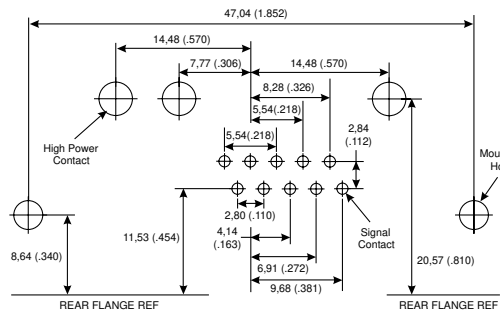 47,04 (1.852)
14,48 (.570)
7,77 (.306)
14,48 (.570)
8,28 (.326)
5,54(.218)
5,54(.218)
2,84
(.112)
High Power
Contact
Mou
Ho
2,80 (.110)
Signal
Contact
11,53 (.454)
4,14
(.163)
8,64 (.340)
6,91 (.272)
20,57 (.810)
9,68 (.381)
REAR FLANGE REF
REAR FLANGE REF